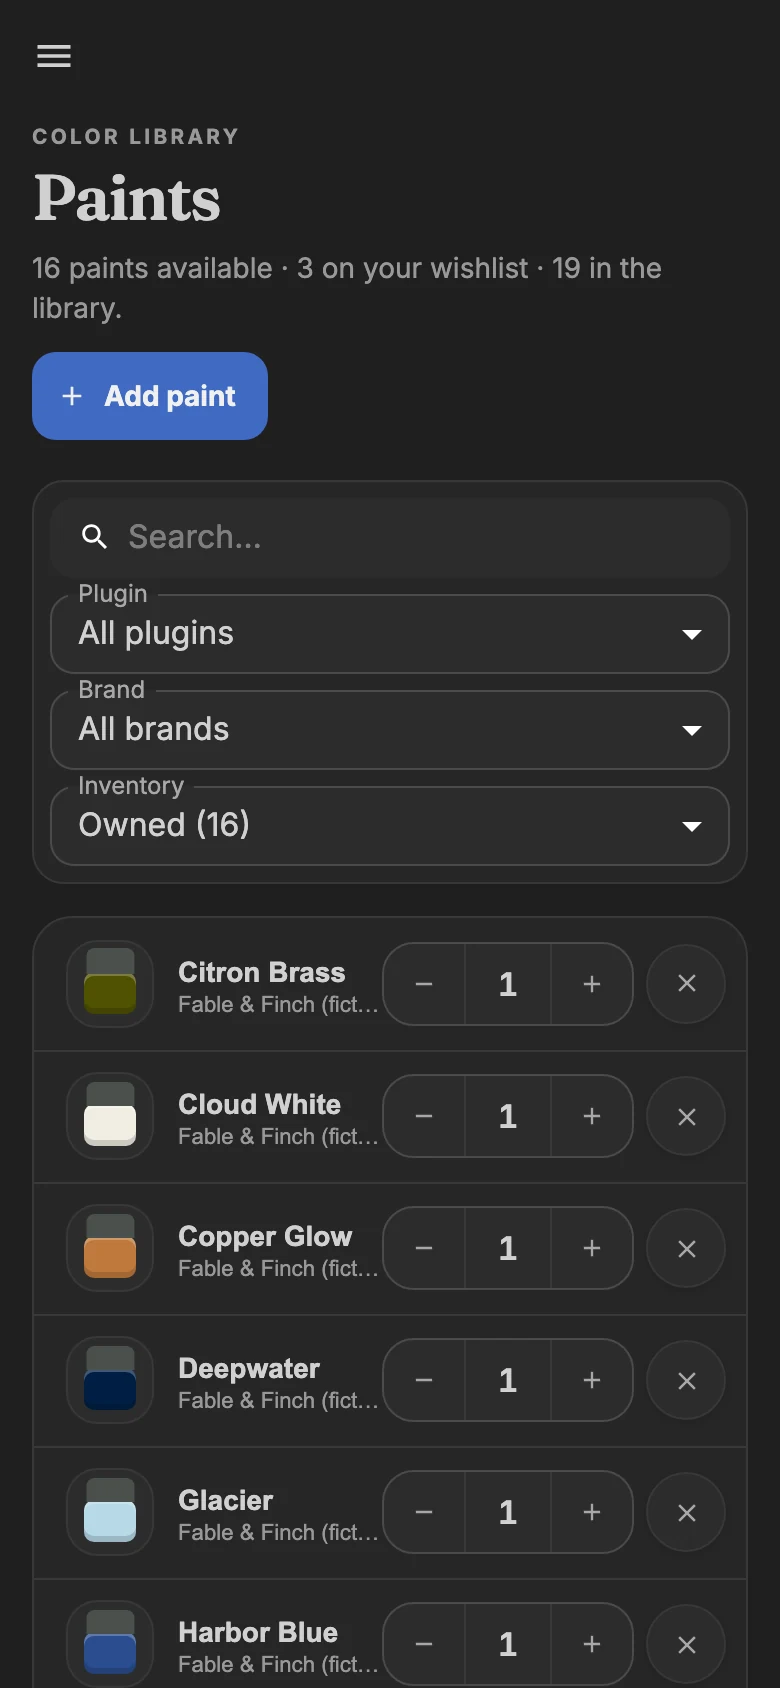 COLOR LIBRARY
Paints
16 paints available · 3 on your wishlist · 19 in the
library.
+ Add paint
Search...
Plugin
All plugins
Brand
All brands
Inventory
Owned (16)
Citron Brass
Fable & Finch (fict...
− 1 + ×
Cloud White
Fable & Finch (fict...
− 1 + ×
Copper Glow
Fable & Finch (fict...
− 1 + ×
Deepwater
Fable & Finch (fict...
− 1 + ×
Glacier
Fable & Finch (fict...
− 1 + ×
Harbor Blue
Fable & Finch (fict...
− 1 + ×